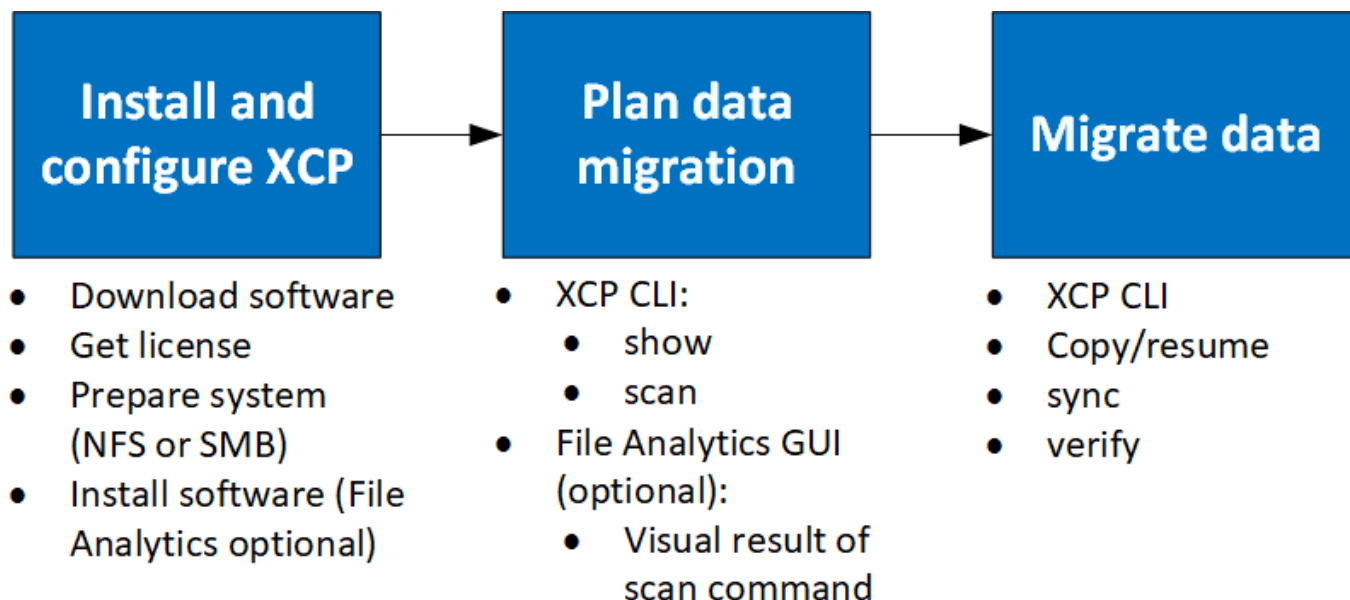 Install and
configure XCP
Plan data
migration
Migrate data
• Download software
• Get license
• Prepare system
(NFS or SMB)
• Install software (File
Analytics optional)
• XCP CLI:
• show
• scan
• File Analytics GUI
(optional):
• Visual result of
scan command
• XCP CLI
• Copy/resume
• sync
• verify